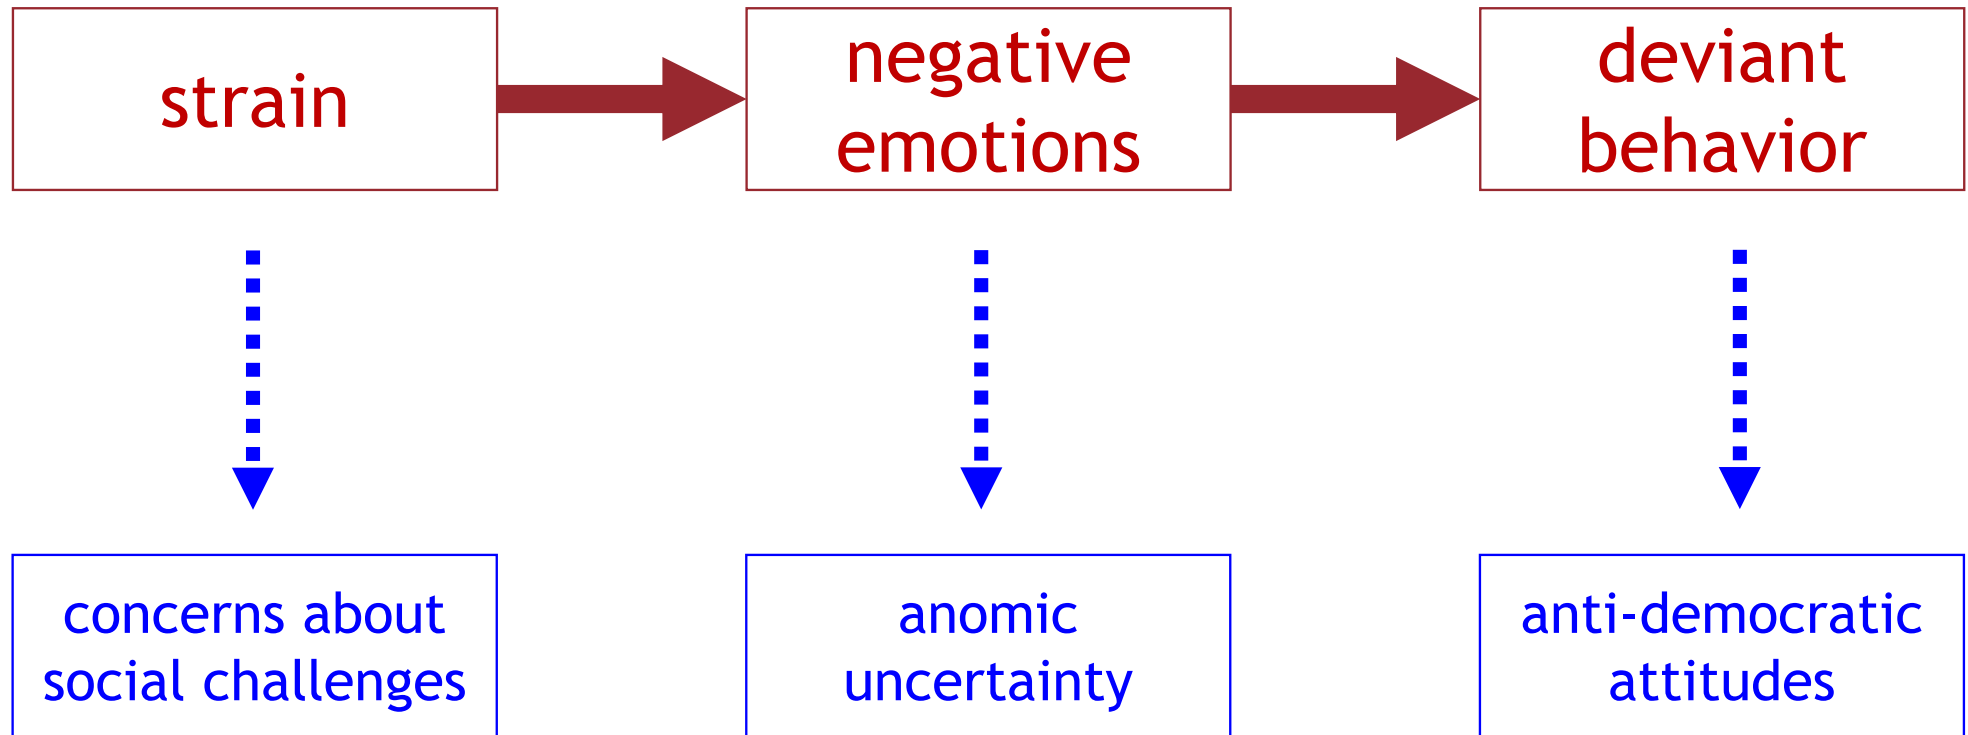 strain
negative
emotions
deviant
behavior
concerns about
social challenges
anomic
uncertainty
anti-democratic
attitudes